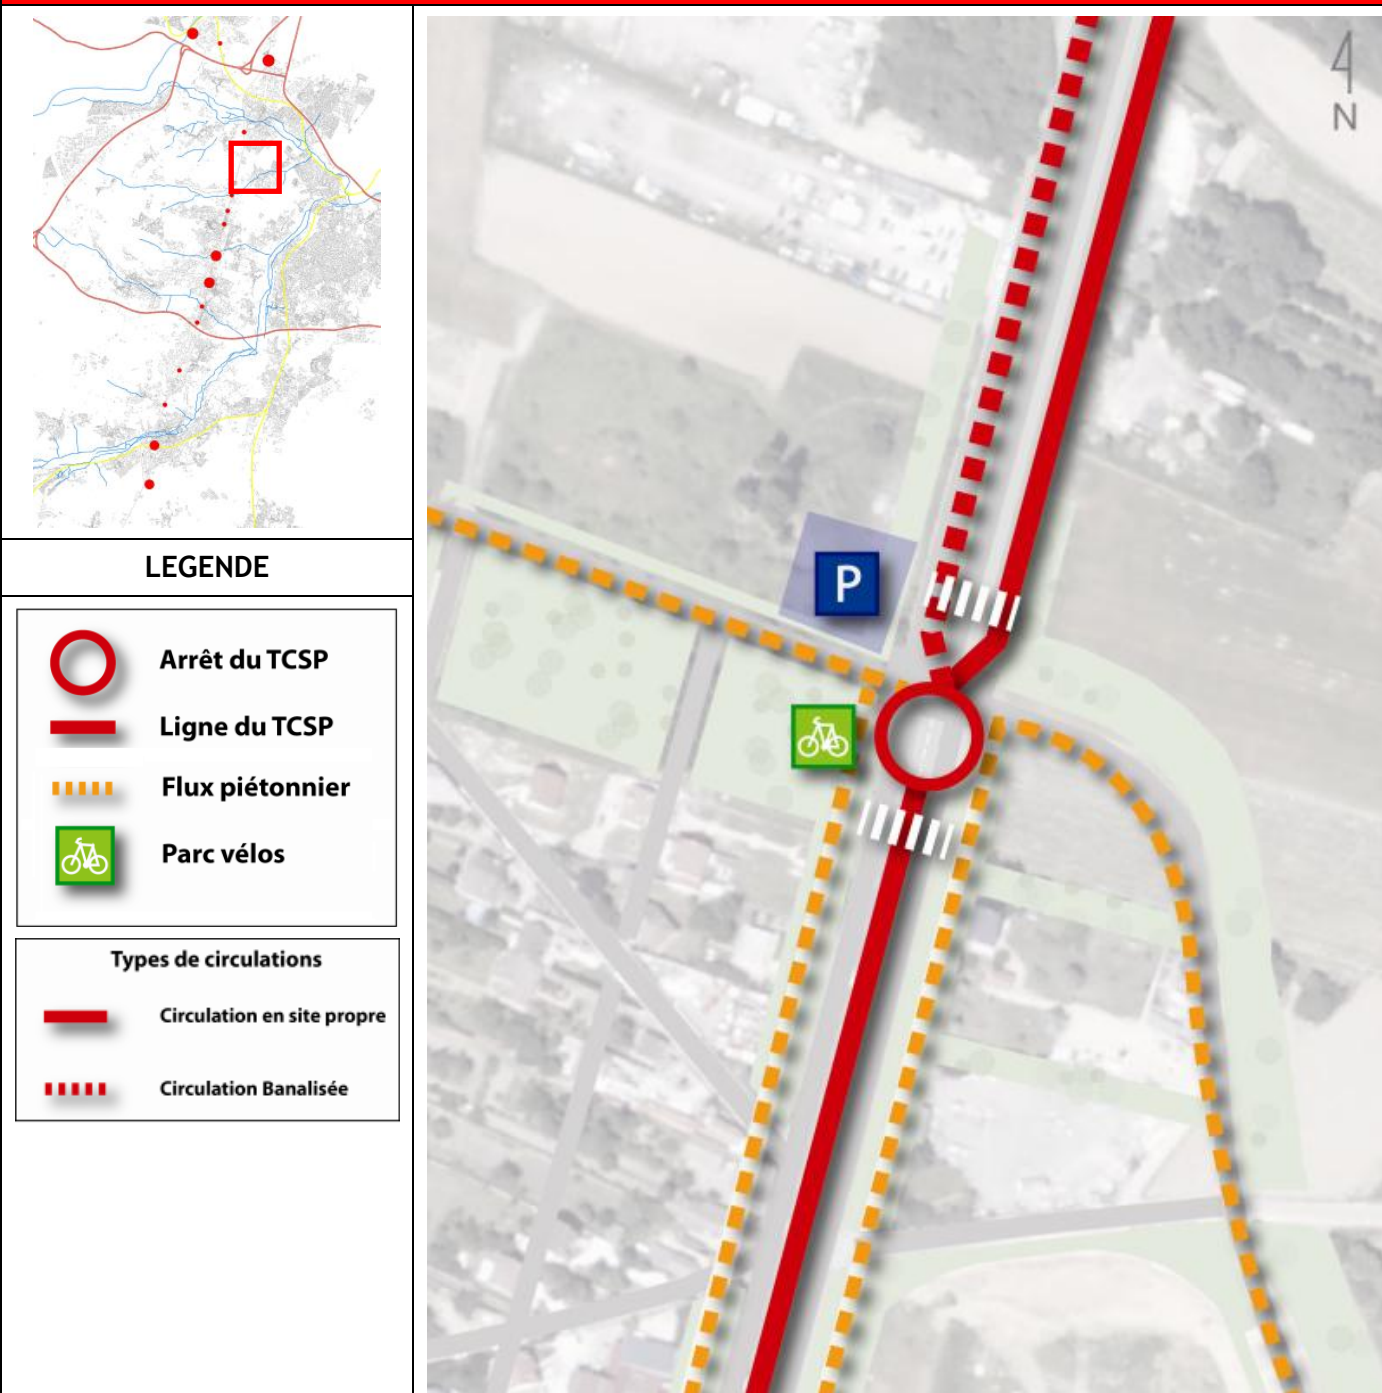 LEGENDE
Arrêt du TCSP
Ligne du TCSP
Flux piétonnier
Parc vélos
Types de circulations
Circulation en site propre
Circulation Banalisée
N
P